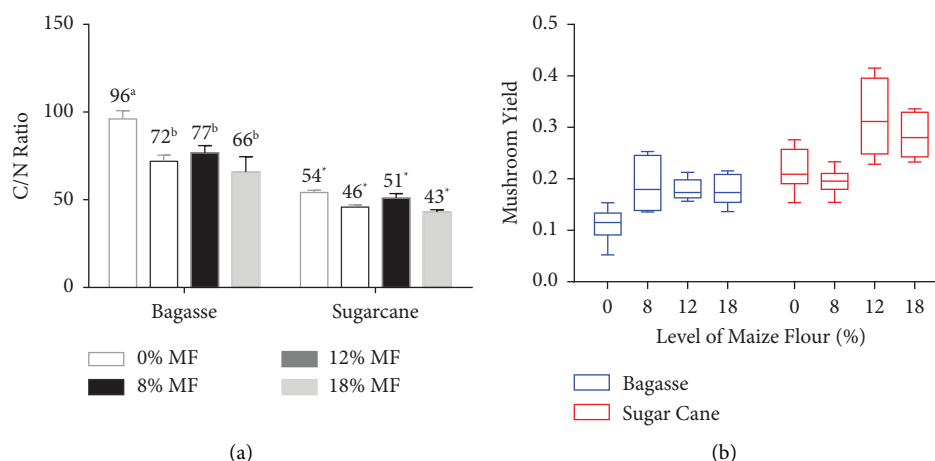 150
100
50
0
C/N Ratio
96ᵃ
72ᵇ
77ᵇ
66ᵇ
54*
46*
51*
43*
Bagasse
Sugarcane
0% MF
12% MF
8% MF
18% MF
(a)
0.5
0.4
0.3
0.2
0.1
0.0
Mushroom Yield
0 8 12 18 0 8 12 18
Level of Maize Flour (%)
Bagasse
Sugar Cane
(b)